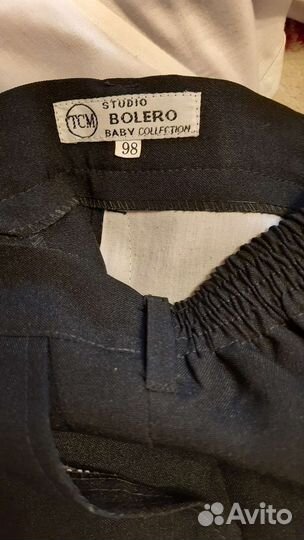 TCM
STUDIO
BOLERO
BABY COLLECTION
98
Avito